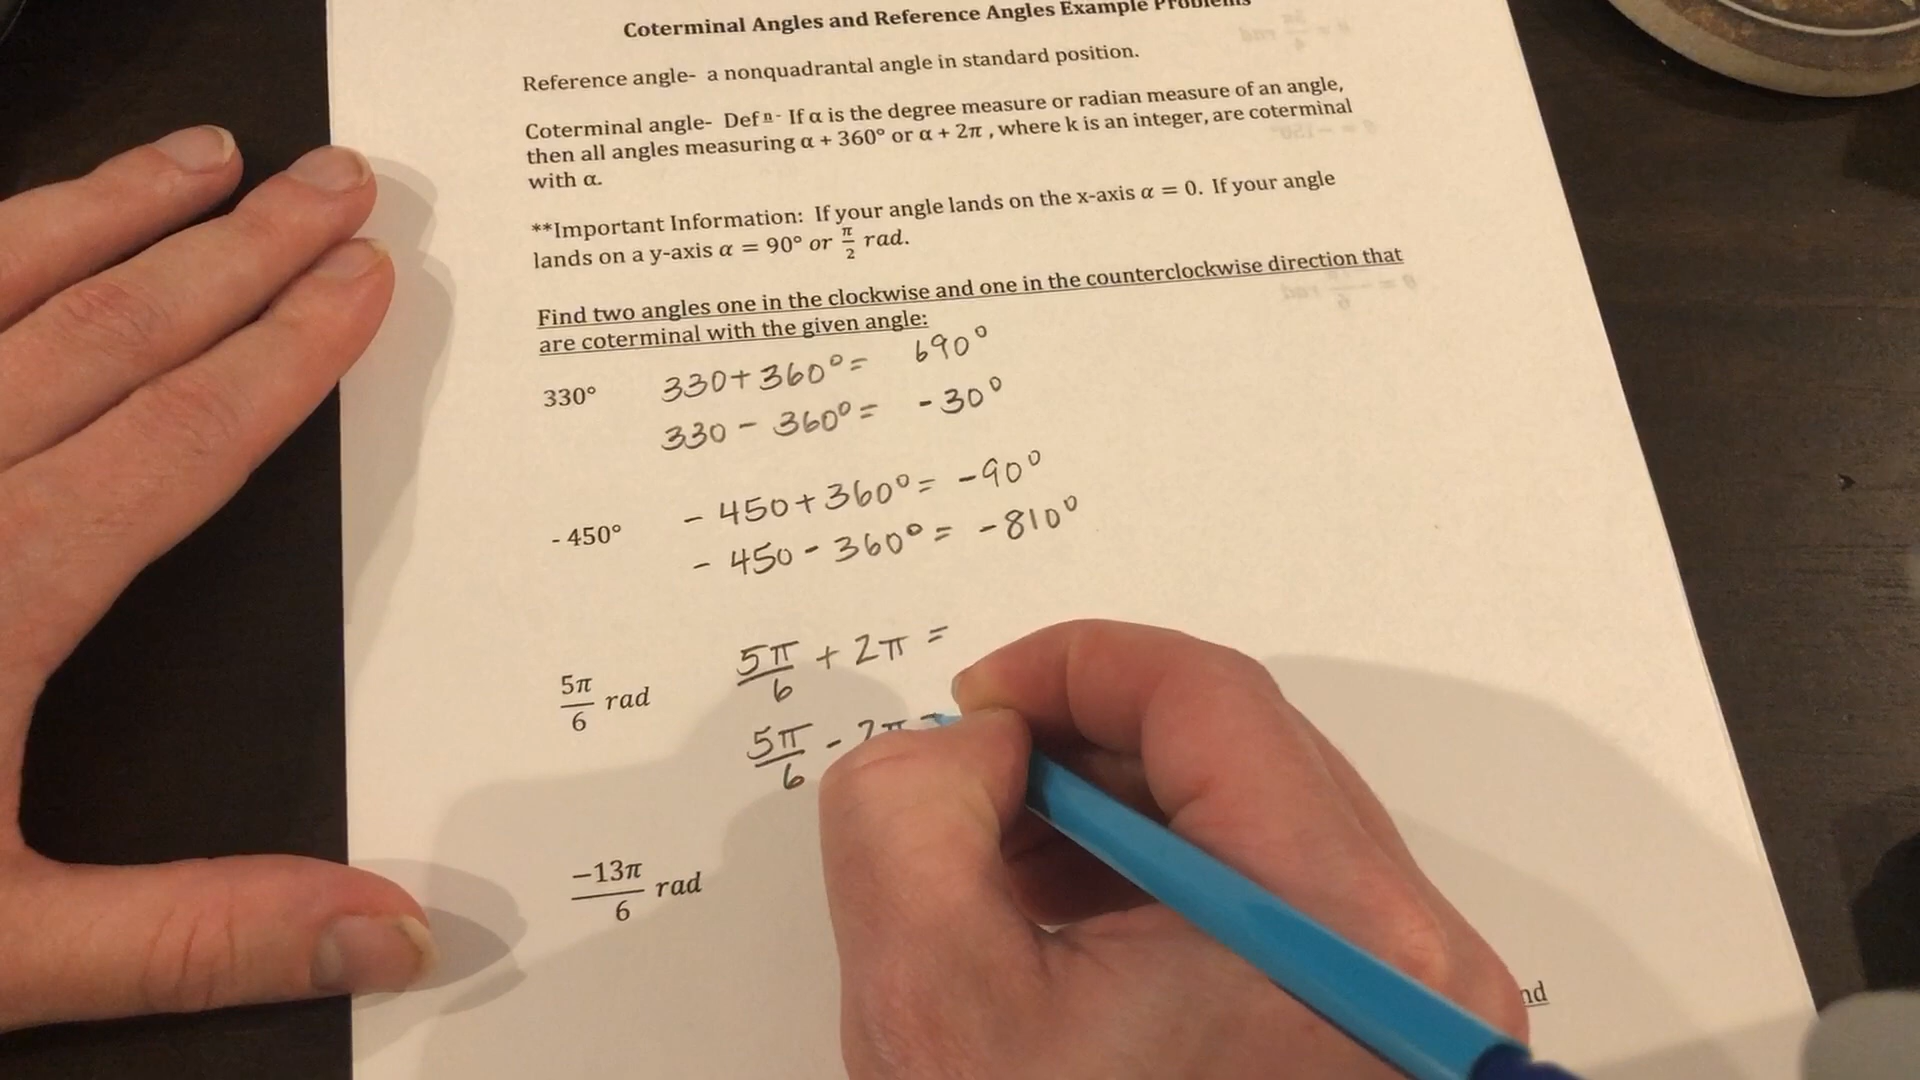 Coterminal Angles and Reference Angles Example Problems
Reference angle- a nonquadrantal angle in standard position.
Coterminal angle- Def n - If α is the degree measure or radian measure of an angle,
then all angles measuring α + 360° or α + 2π , where k is an integer, are coterminal
with α.
**Important Information: If your angle lands on the x-axis α = 0. If your angle
lands on a y-axis α = 90° or π/2 rad.
Find two angles one in the clockwise and one in the counterclockwise direction that
are coterminal with the given angle:
330° 330+360° = 690°
330 - 360° = -30°
- 450° - 450+360° = -90°
- 450 - 360° = -810°
5π/6 rad 5π/6 + 2π =
5π/6 - 2π =
−13π/6 rad